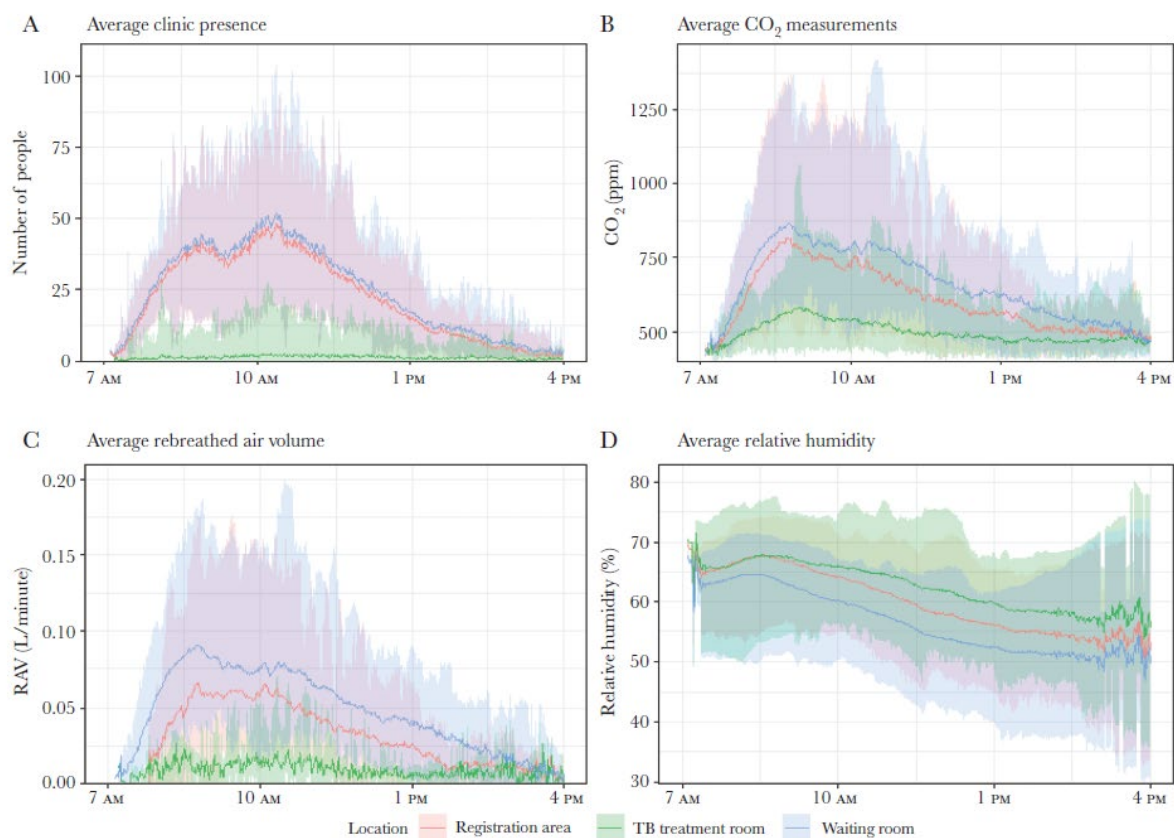 A Average clinic presence
Number of people
100
75
50
25
0
7 AM 10 AM 1 PM 4 PM
B Average CO₂ measurements
CO₂ (ppm)
1250
1000
750
500
7 AM 10 AM 1 PM 4 PM
C Average rebreathed air volume
RAV (L/minute)
0.20
0.15
0.10
0.05
0.00
7 AM 10 AM 1 PM 4 PM
D Average relative humidity
Relative humidity (%)
80
70
60
50
40
30
7 AM 10 AM 1 PM 4 PM
Location Registration area TB treatment room Waiting room